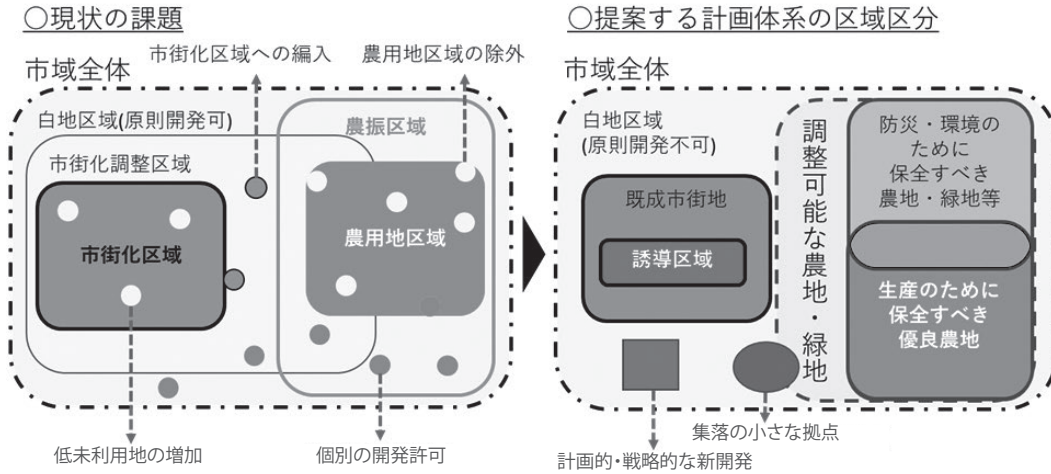 ○現状の課題
市街化区域への編入
農用地区域の除外
市域全体
白地区域(原則開発可)
農振区域
市街化調整区域
市街化区域
農用地区域
低未利用地の増加
個別の開発許可
○提案する計画体系の区域区分
市域全体
白地区域
(原則開発不可)
既成市街地
誘導区域
調整可能な農地・緑地
防災・環境の
ために
保全すべき
農地・緑地等
生産のために
保全すべき
優良農地
集落の小さな拠点
計画的・戦略的な新開発